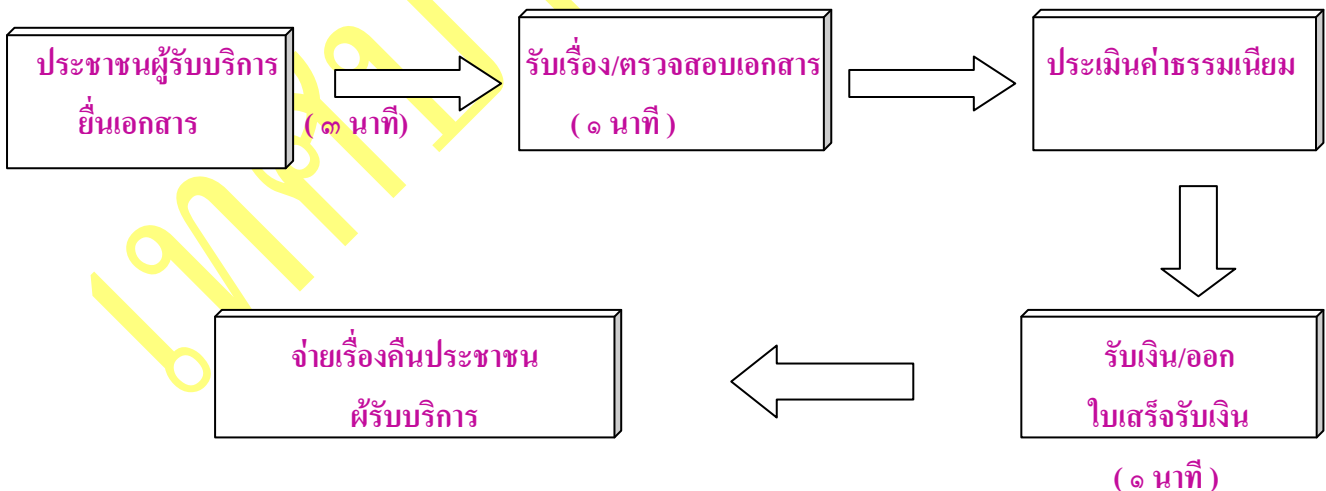 ประชาชนผู้รับบริการ
ยื่นเอกสาร
( ๓ นาที)
รับเรื่อง/ตรวจสอบเอกสาร
( ๑ นาที )
ประเมินค่าธรรมเนียม
รับเงิน/ออก
ใบเสร็จรับเงิน
( ๑ นาที )
จ่ายเรื่องคืนประชาชน
ผู้รับบริการ